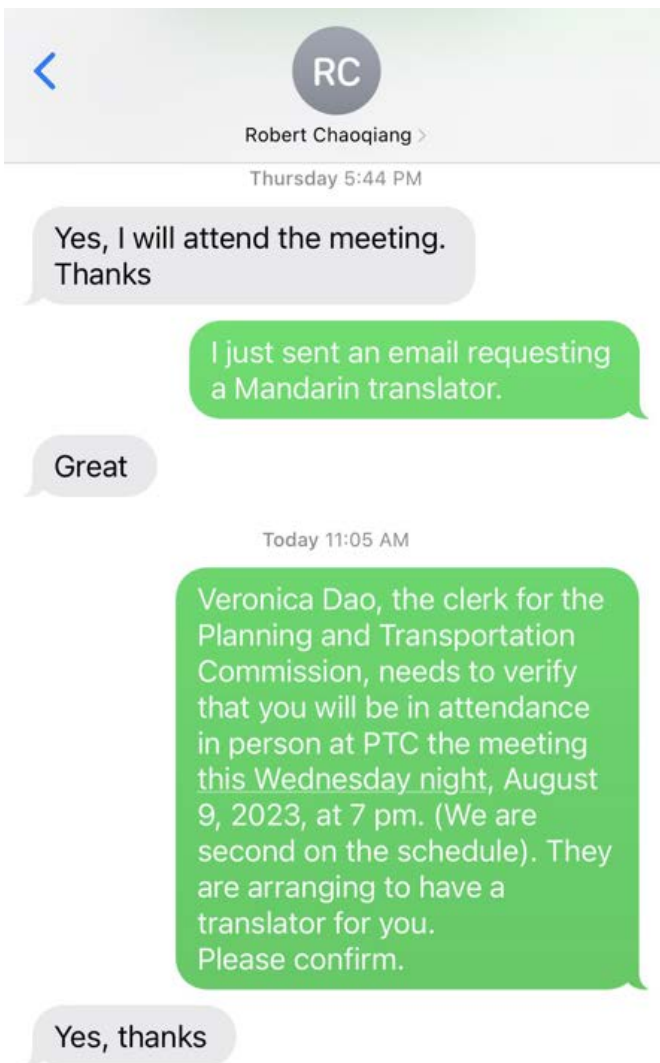 RC
Robert Chaoqiang >
Thursday 5:44 PM
Yes, I will attend the meeting.
Thanks
I just sent an email requesting
a Mandarin translator.
Great
Today 11:05 AM
Veronica Dao, the clerk for the
Planning and Transportation
Commission, needs to verify
that you will be in attendance
in person at PTC the meeting
this Wednesday night, August
9, 2023, at 7 pm. (We are
second on the schedule). They
are arranging to have a
translator for you.
Please confirm.
Yes, thanks